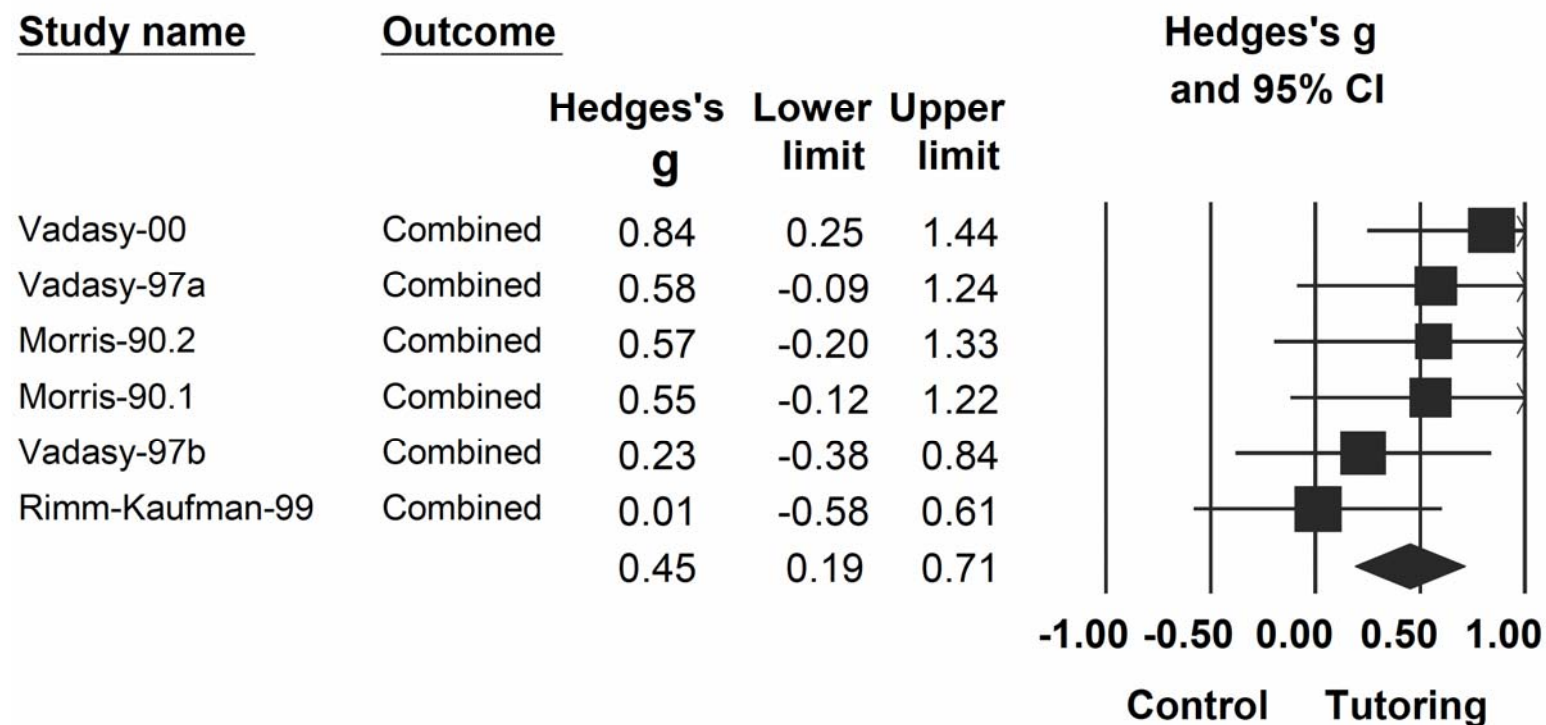 Study name Outcome Hedges's g
and 95% CI
Hedges's Lower Upper
g limit limit
Vadasy-00 Combined 0.84 0.25 1.44
Vadasy-97a Combined 0.58 -0.09 1.24
Morris-90.2 Combined 0.57 -0.20 1.33
Morris-90.1 Combined 0.55 -0.12 1.22
Vadasy-97b Combined 0.23 -0.38 0.84
Rimm-Kaufman-99 Combined 0.01 -0.58 0.61
0.45 0.19 0.71
-1.00 -0.50 0.00 0.50 1.00
Control Tutoring